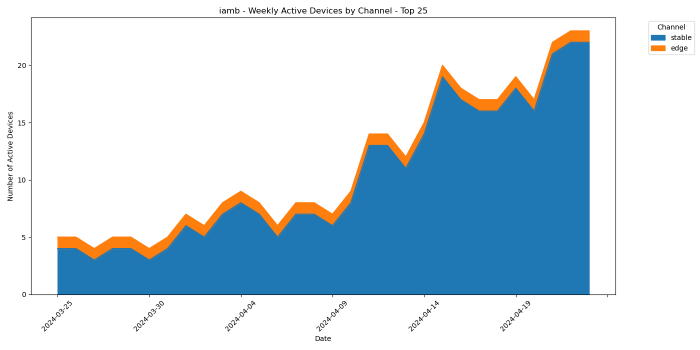 iamb - Weekly Active Devices by Channel - Top 25
Channel
stable
edge
Number of Active Devices
20
15
10
5
0
2024-03-25
2024-03-30
2024-04-04
2024-04-09
2024-04-14
2024-04-19
Date